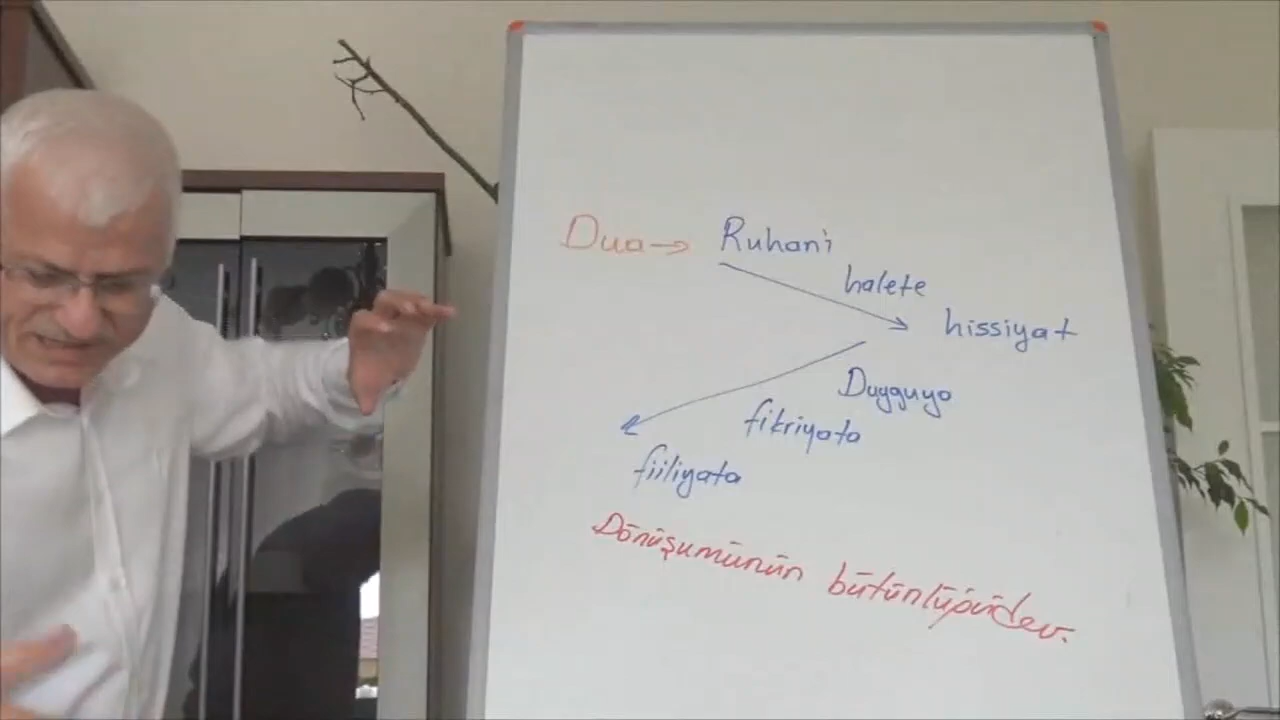 Dua → Ruhani
halete
hissiyat
Duyguya
fikriyata
fiiliyata
Dönüşümünün bütünlüğüdür.